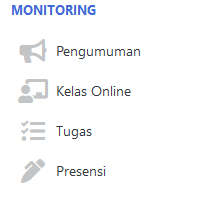 MONITORING
Pengumuman
Kelas Online
Tugas
Presensi